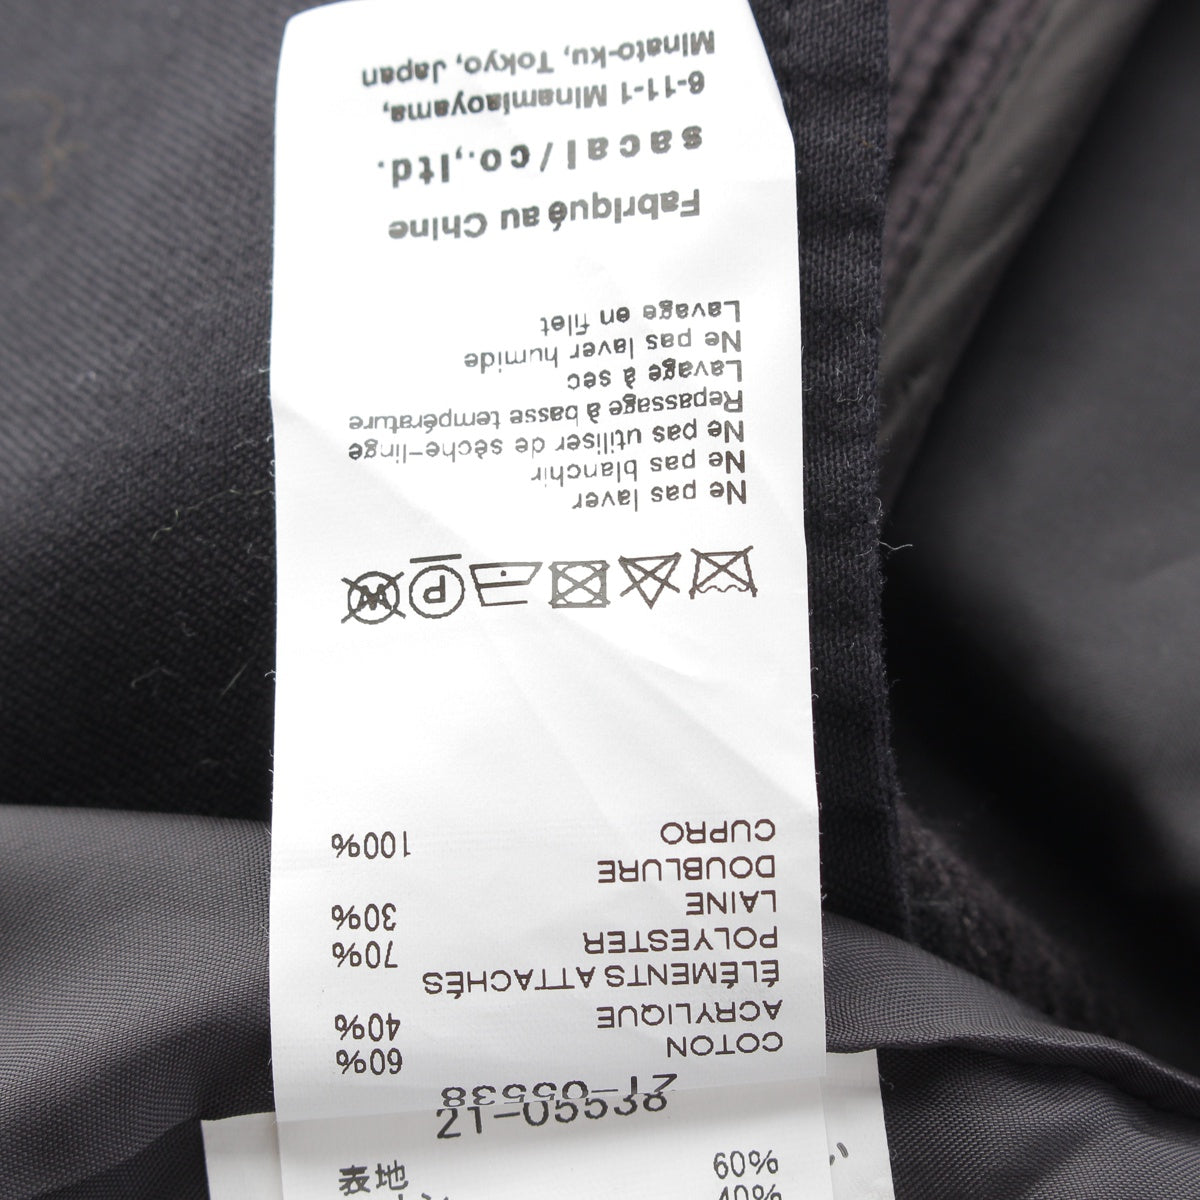 21-05538
COTON 60%
ACRYLIQUE 40%
ÉLÉMENTS ATTACHÉS
POLYESTER 70%
LAINE 30%
DOUBLURE
CUPRO 100%
Ne pas laver
Ne pas blanchir
Ne pas utiliser de sèche-linge
Repassage à basse température
Lavage à sec
Ne pas laver humide
Lavage en filet
Fabriqué au Chine
sacai/co.,ltd.
6-11-1 Minamiaoyama,
Minato-ku, Tokyo, Japan
21-05538
表地 60%
40%